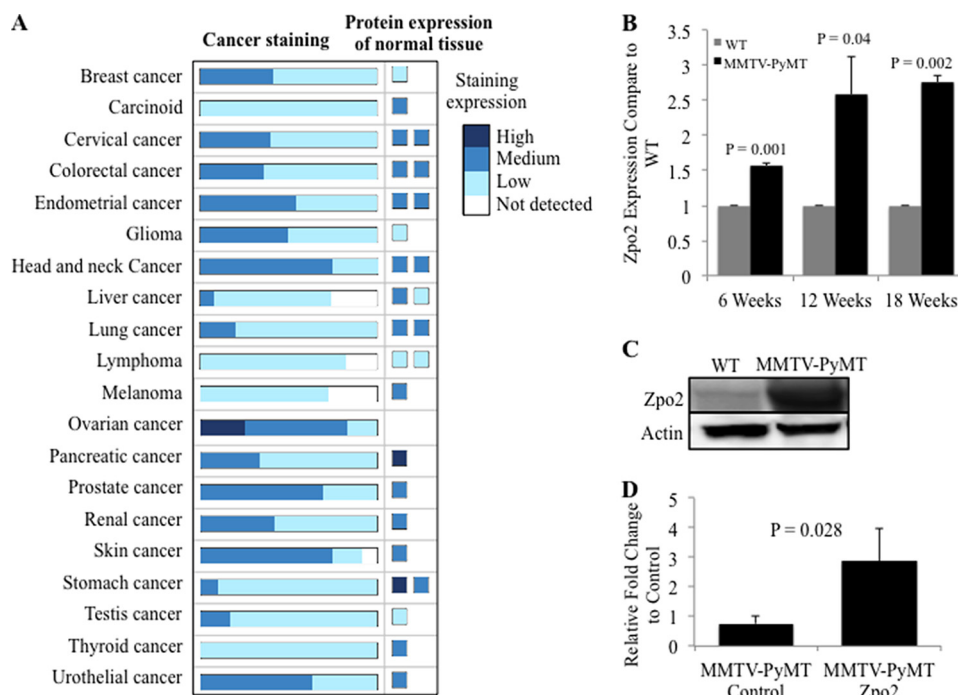 A
Cancer staining
Protein expression
of normal tissue
Breast cancer
Carcinoid
Cervical cancer
Colorectal cancer
Endometrial cancer
Glioma
Head and neck Cancer
Liver cancer
Lung cancer
Lymphoma
Melanoma
Ovarian cancer
Pancreatic cancer
Prostate cancer
Renal cancer
Skin cancer
Stomach cancer
Testis cancer
Thyroid cancer
Urothelial cancer
Staining
expression
High
Medium
Low
Not detected
B
Zpo2 Expression Compare to
WT
3.5
3
2.5
2
1.5
1
0.5
0
WT
MMTV-PyMT
P = 0.001
P = 0.04
P = 0.002
6 Weeks
12 Weeks
18 Weeks
C
WT
MMTV-PyMT
Zpo2
Actin
D
Relative Fold Change
to Control
5
4
3
2
1
0
P = 0.028
MMTV-PyMT
Control
MMTV-PyMT
Zpo2